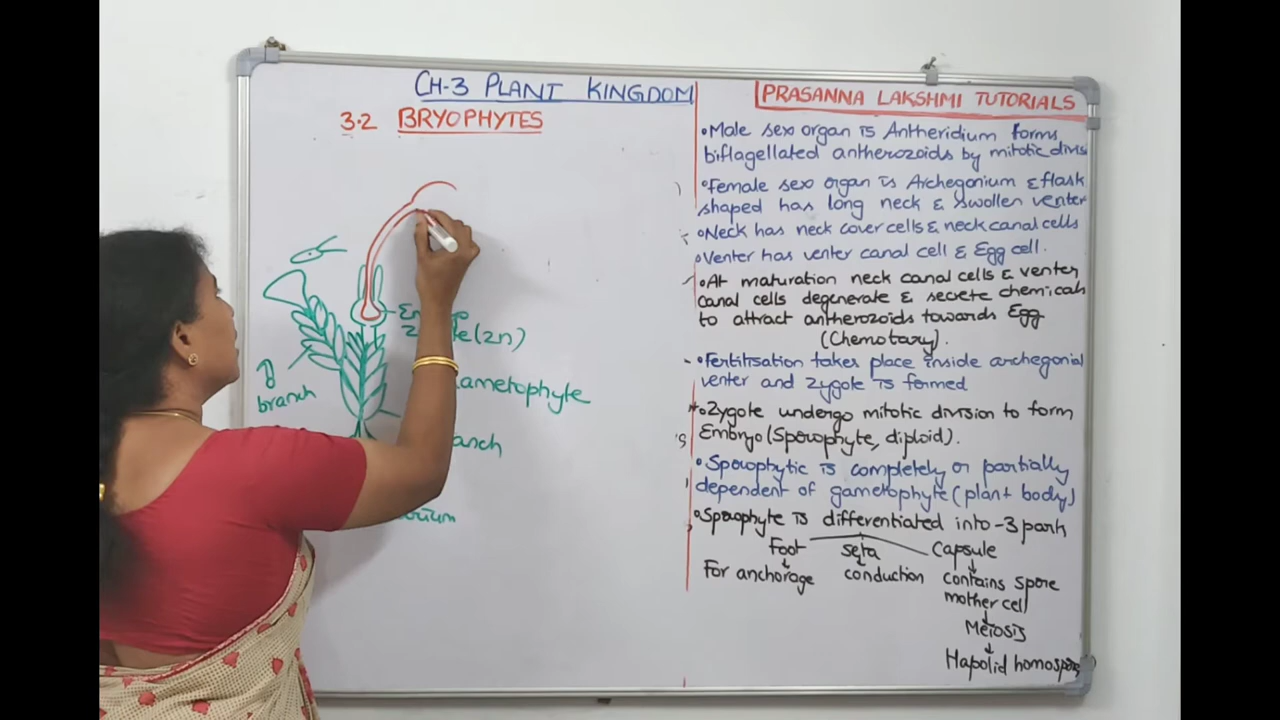 CH-3 PLANT KINGDOM
3.2 BRYOPHYTES
branch
(2n)
ametophyte
anch
PRASANNA LAKSHMI TUTORIALS
•Male sex organ is Antheridium forms
biflagellated antherozoids by mitotic divisi
•Female sex organ is Archegonium & flask
shaped has long neck & swollen venter
•Neck has neck cover cells & neck canal cells
•Venter has venter canal cell & Egg cell.
•At maturation neck canal cells & venter
canal cells degenerate & secrete chemicals
to attract antherozoids towards Egg
(Chemotaxy).
•Fertilisation takes place inside archegonial
venter and zygote is formed
•Zygote undergo mitotic division to form
Embryo (Sporophyte, diploid).
•Sporophytic is completely or partially
dependent of gametophyte (plant body)
•Sporophyte is differentiated into -3 parts
Foot seta Capsule
For anchorage conduction contains spore
mother cell
Meiosis
Hapolid homospores